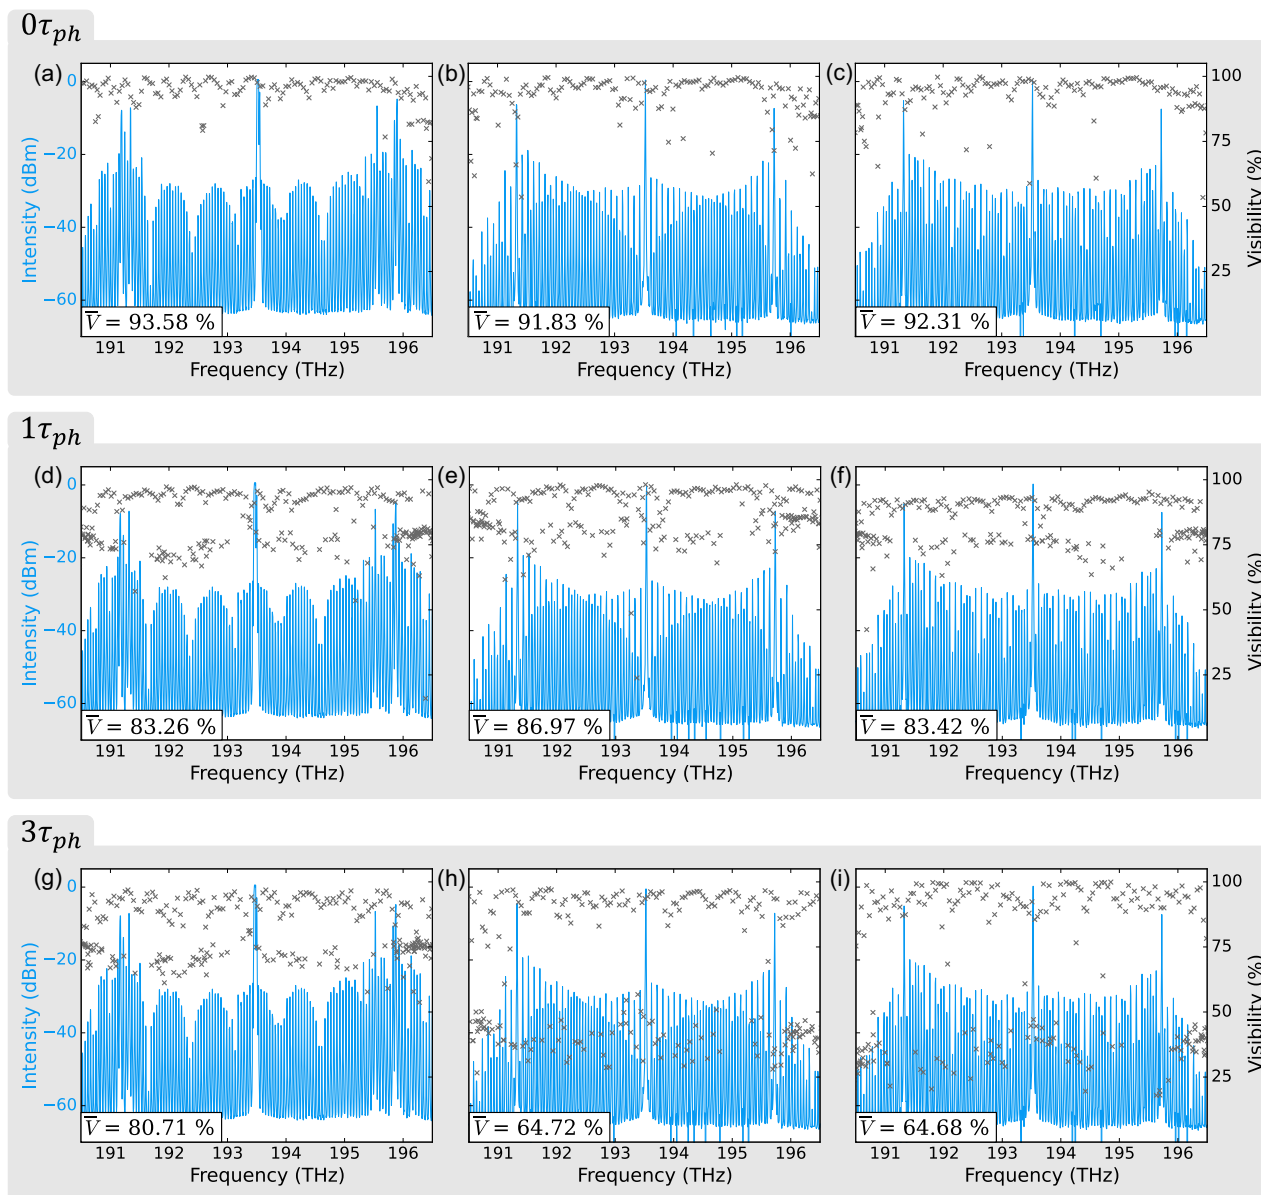 0τph
(a) (b) (c)
0 −20 −40 −60
Intensity (dBm)
100 75 50 25
Visibility (%)
V̅ = 93.58 % V̅ = 91.83 % V̅ = 92.31 %
191 192 193 194 195 196 191 192 193 194 195 196 191 192 193 194 195 196
Frequency (THz) Frequency (THz) Frequency (THz)
1τph
(d) (e) (f)
0 −20 −40 −60
Intensity (dBm)
100 75 50 25
Visibility (%)
V̅ = 83.26 % V̅ = 86.97 % V̅ = 83.42 %
191 192 193 194 195 196 191 192 193 194 195 196 191 192 193 194 195 196
Frequency (THz) Frequency (THz) Frequency (THz)
3τph
(g) (h) (i)
0 −20 −40 −60
Intensity (dBm)
100 75 50 25
Visibility (%)
V̅ = 80.71 % V̅ = 64.72 % V̅ = 64.68 %
191 192 193 194 195 196 191 192 193 194 195 196 191 192 193 194 195 196
Frequency (THz) Frequency (THz) Frequency (THz)